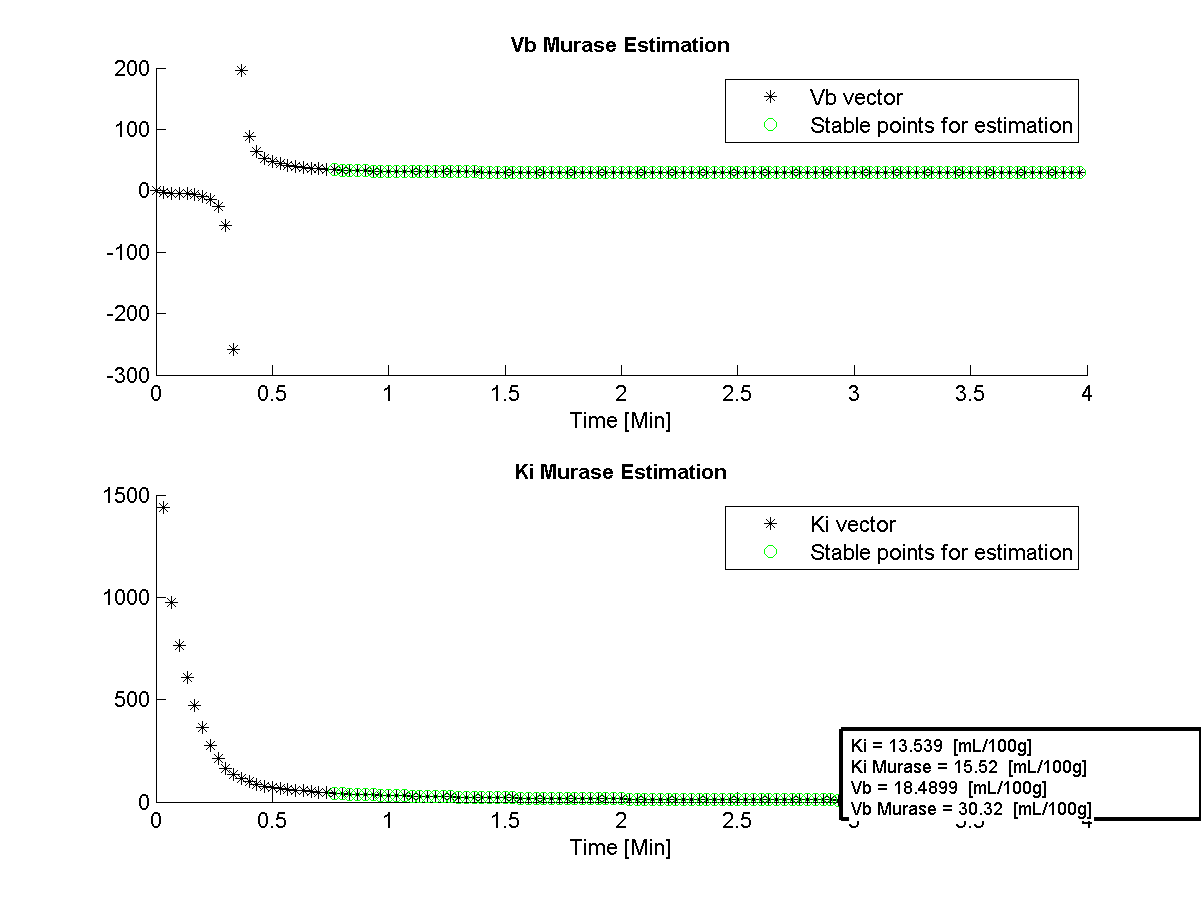 Vb Murase Estimation
200
100
0
-100
-200
-300
Vb vector
Stable points for estimation
0 0.5 1 1.5 2 2.5 3 3.5 4
Time [Min]
Ki Murase Estimation
1500
1000
500
0
Ki vector
Stable points for estimation
Ki = 13.539 [mL/100g]
Ki Murase = 15.52 [mL/100g]
Vb = 18.4899 [mL/100g]
Vb Murase = 30.32 [mL/100g]
0 0.5 1 1.5 2 2.5
Time [Min]